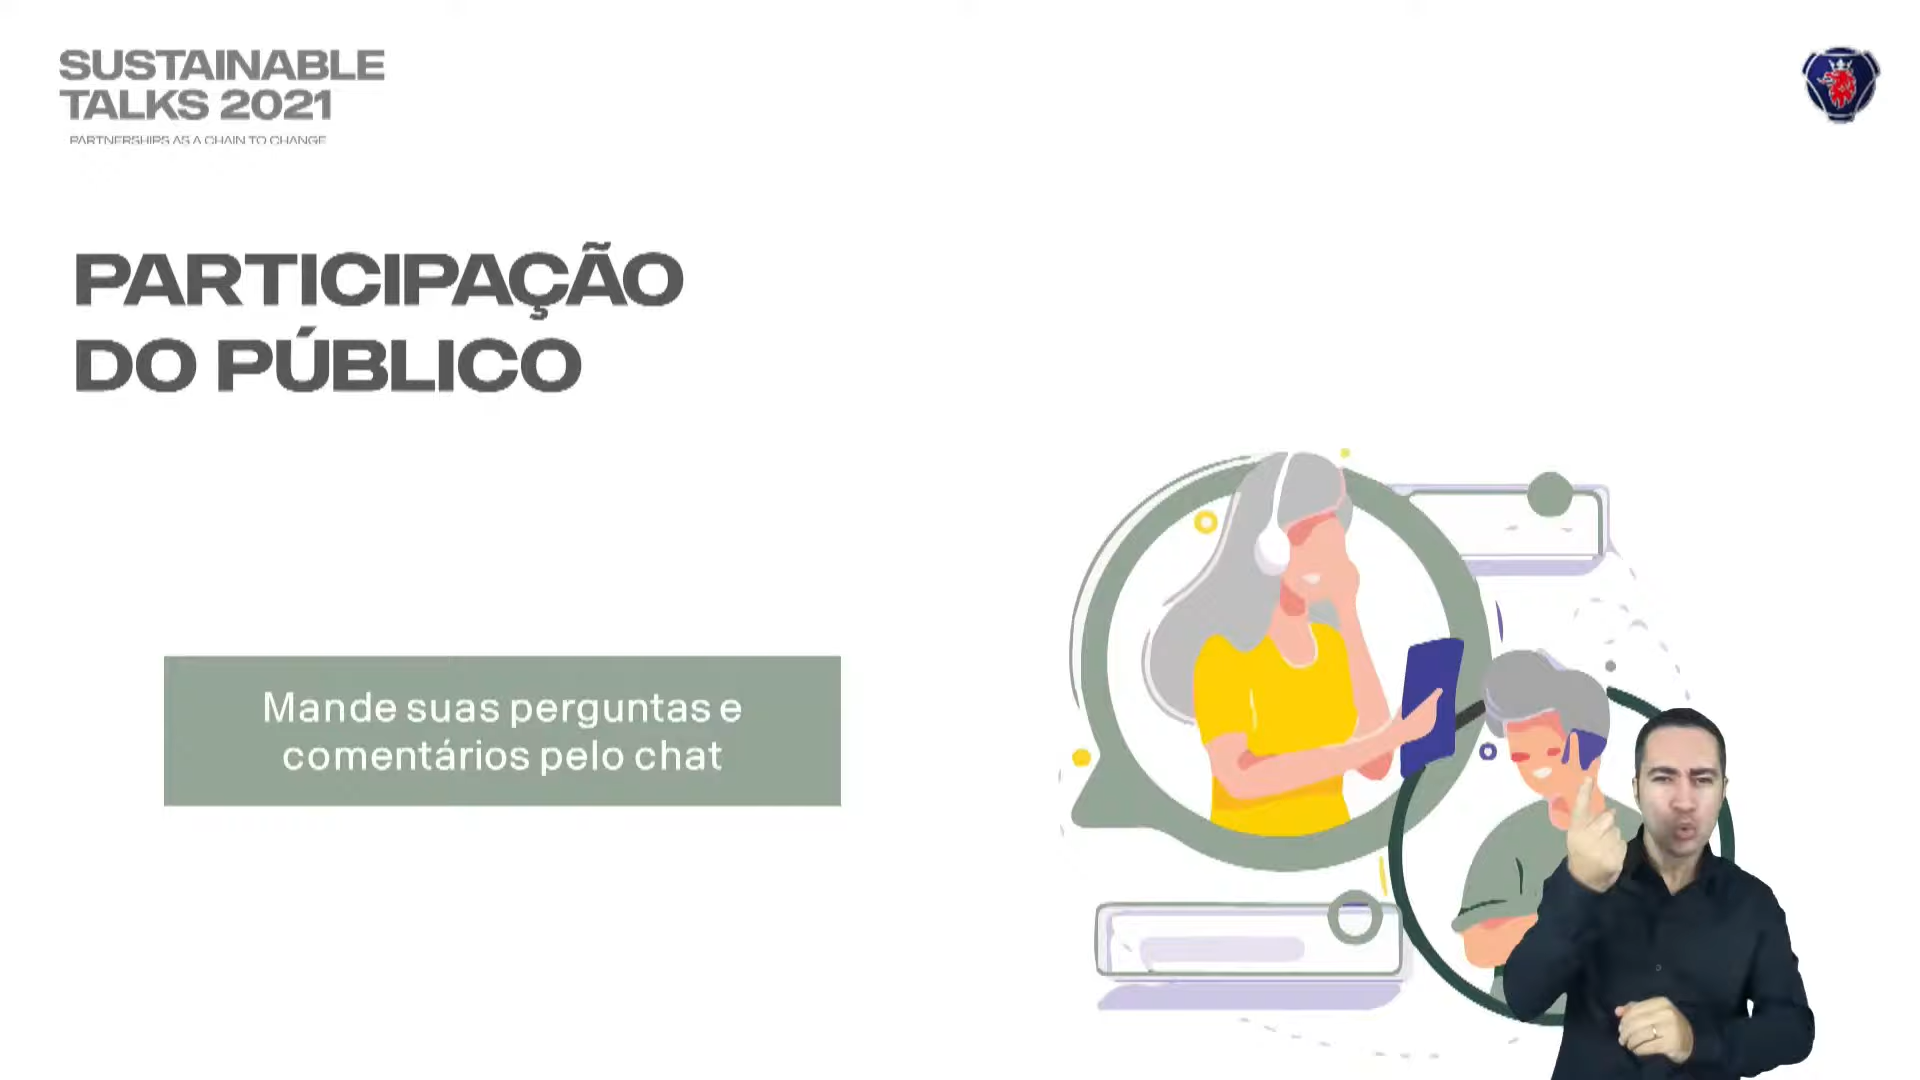 SUSTAINABLE
TALKS 2021
PARTNERSHIPS AS A CHAIN TO CHANGE
PARTICIPAÇÃO
DO PÚBLICO
Mande suas perguntas e
comentários pelo chat